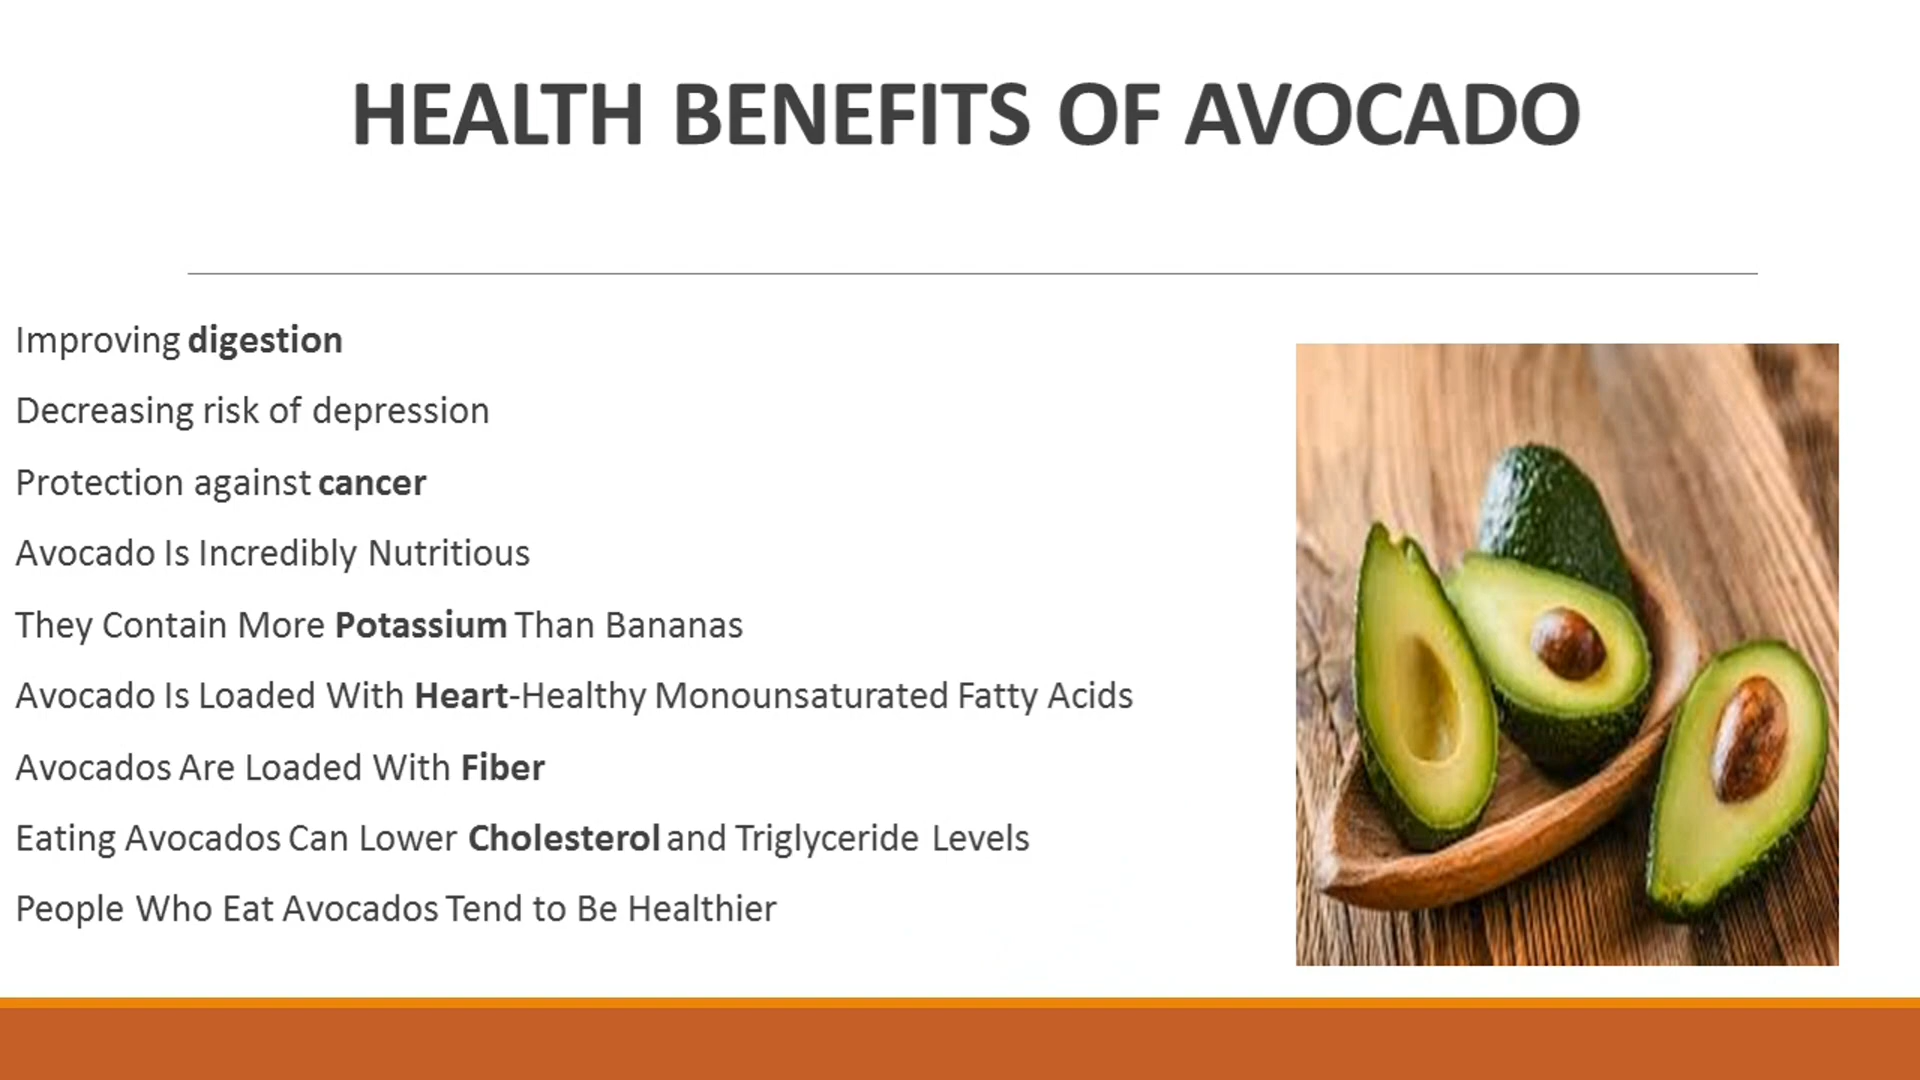 HEALTH BENEFITS OF AVOCADO
Improving digestion
Decreasing risk of depression
Protection against cancer
Avocado Is Incredibly Nutritious
They Contain More Potassium Than Bananas
Avocado Is Loaded With Heart-Healthy Monounsaturated Fatty Acids
Avocados Are Loaded With Fiber
Eating Avocados Can Lower Cholesterol and Triglyceride Levels
People Who Eat Avocados Tend to Be Healthier